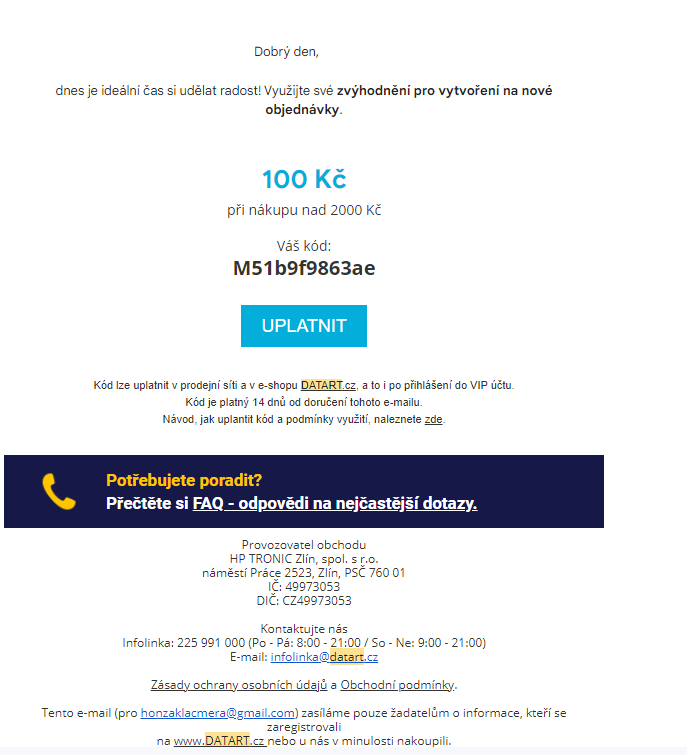 Dobrý den,
dnes je ideální čas si udělat radost! Využijte své zvýhodnění pro vytvoření na nové
objednávky.
100 Kč
při nákupu nad 2000 Kč
Váš kód:
M51b9f9863ae
UPLATNIT
Kód lze uplatnit v prodejní síti a v e-shopu DATART.cz, a to i po přihlášení do VIP účtu.
Kód je platný 14 dnů od doručení tohoto e-mailu.
Návod, jak uplantit kód a podmínky využití, naleznete zde.
Potřebujete poradit?
Přečtěte si FAQ - odpovědi na nejčastější dotazy.
Provozovatel obchodu
HP TRONIC Zlín, spol. s r.o.
náměstí Práce 2523, Zlín, PSČ 760 01
IČ: 49973053
DIČ: CZ49973053
Kontaktujte nás
Infolinka: 225 991 000 (Po - Pá: 8:00 - 21:00 / So - Ne: 9:00 - 21:00)
E-mail: infolinka@datart.cz
Zásady ochrany osobních údajů a Obchodní podmínky.
Tento e-mail (pro honzaklacmera@gmail.com) zasíláme pouze žadatelům o informace, kteří se
zaregistrovali
na www.DATART.cz nebo u nás v minulosti nakoupili.